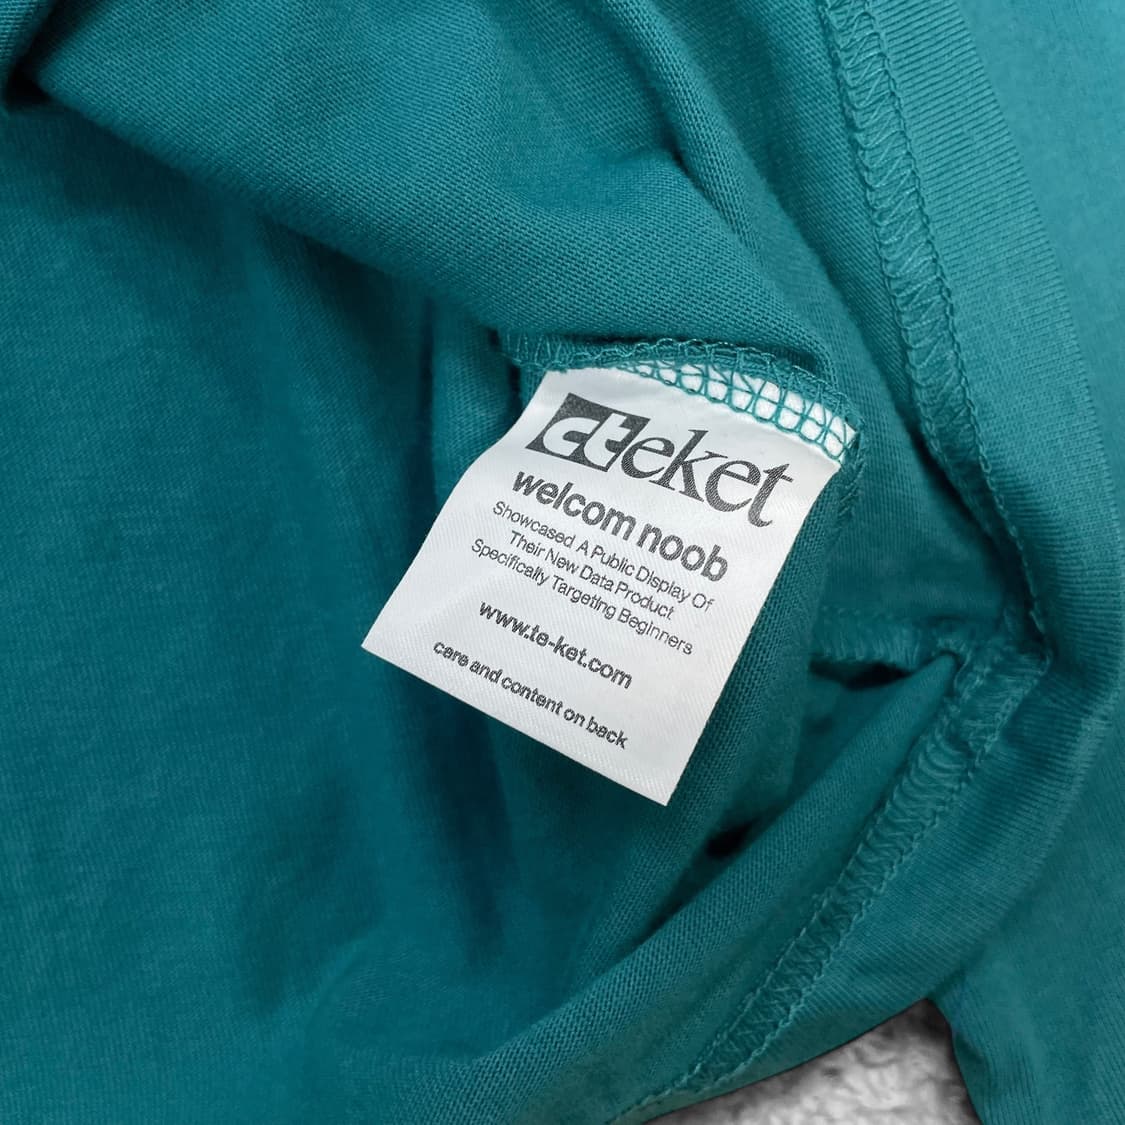 cteket
welcom noob
Showcased A Public Display Of
Their New Data Product
Specifically Targeting Beginners
www.te-ket.com
care and content on back